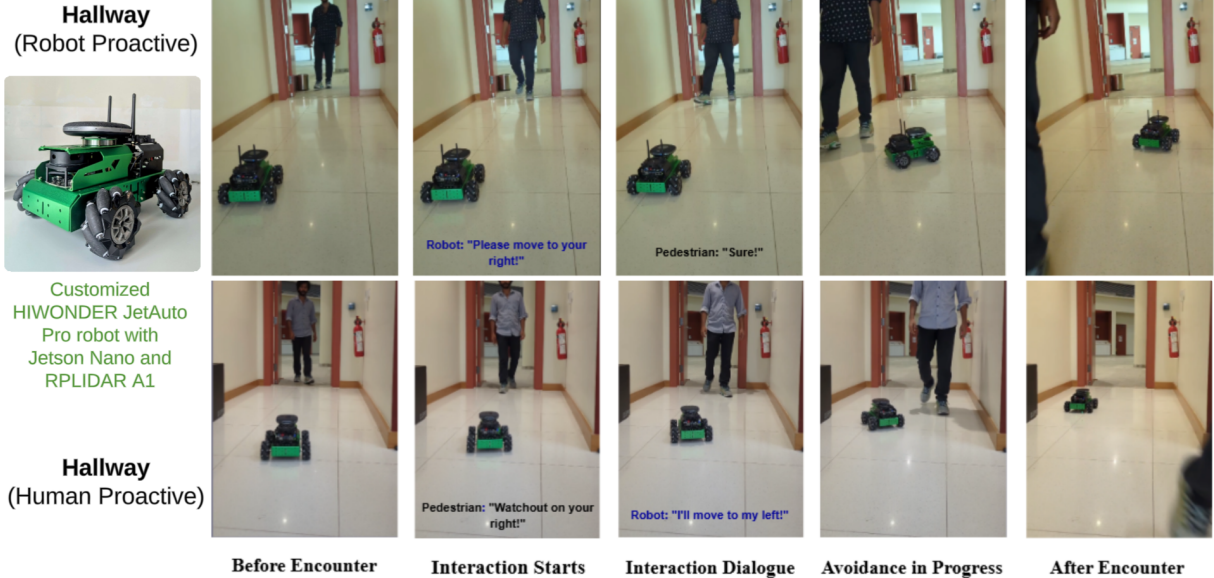 Hallway
(Robot Proactive)
Robot: "Please move to your
right!"
Pedestrian: "Sure!"
Customized
HIWONDER JetAuto
Pro robot with
Jetson Nano and
RPLIDAR A1
Hallway
(Human Proactive)
Pedestrian: "Watchout on your
right!"
Robot: "I'll move to my left!"
Before Encounter
Interaction Starts
Interaction Dialogue
Avoidance in Progress
After Encounter